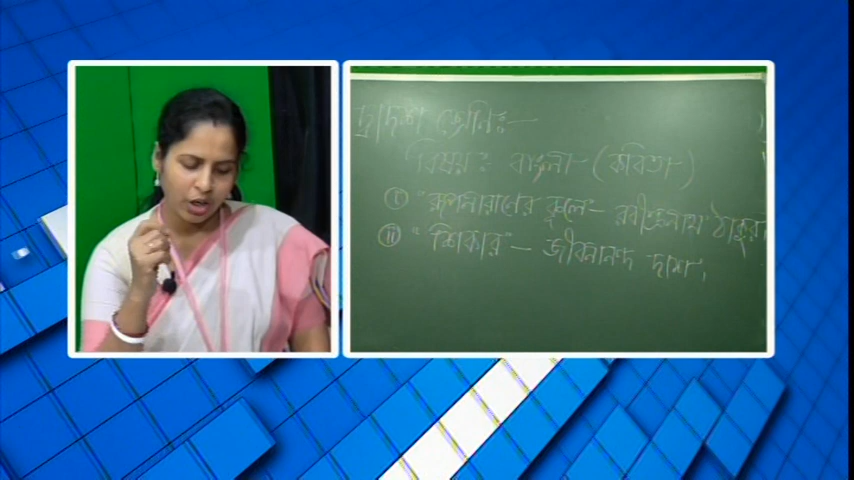 দ্বাদশ শ্রেণিঃ—
বিষয়ঃ বাংলা (কবিতা)
(i) "রূপনারাণের কূলে" – রবীন্দ্রনাথ ঠাকুর।
(ii) "শিকার" – জীবনানন্দ দাশ।